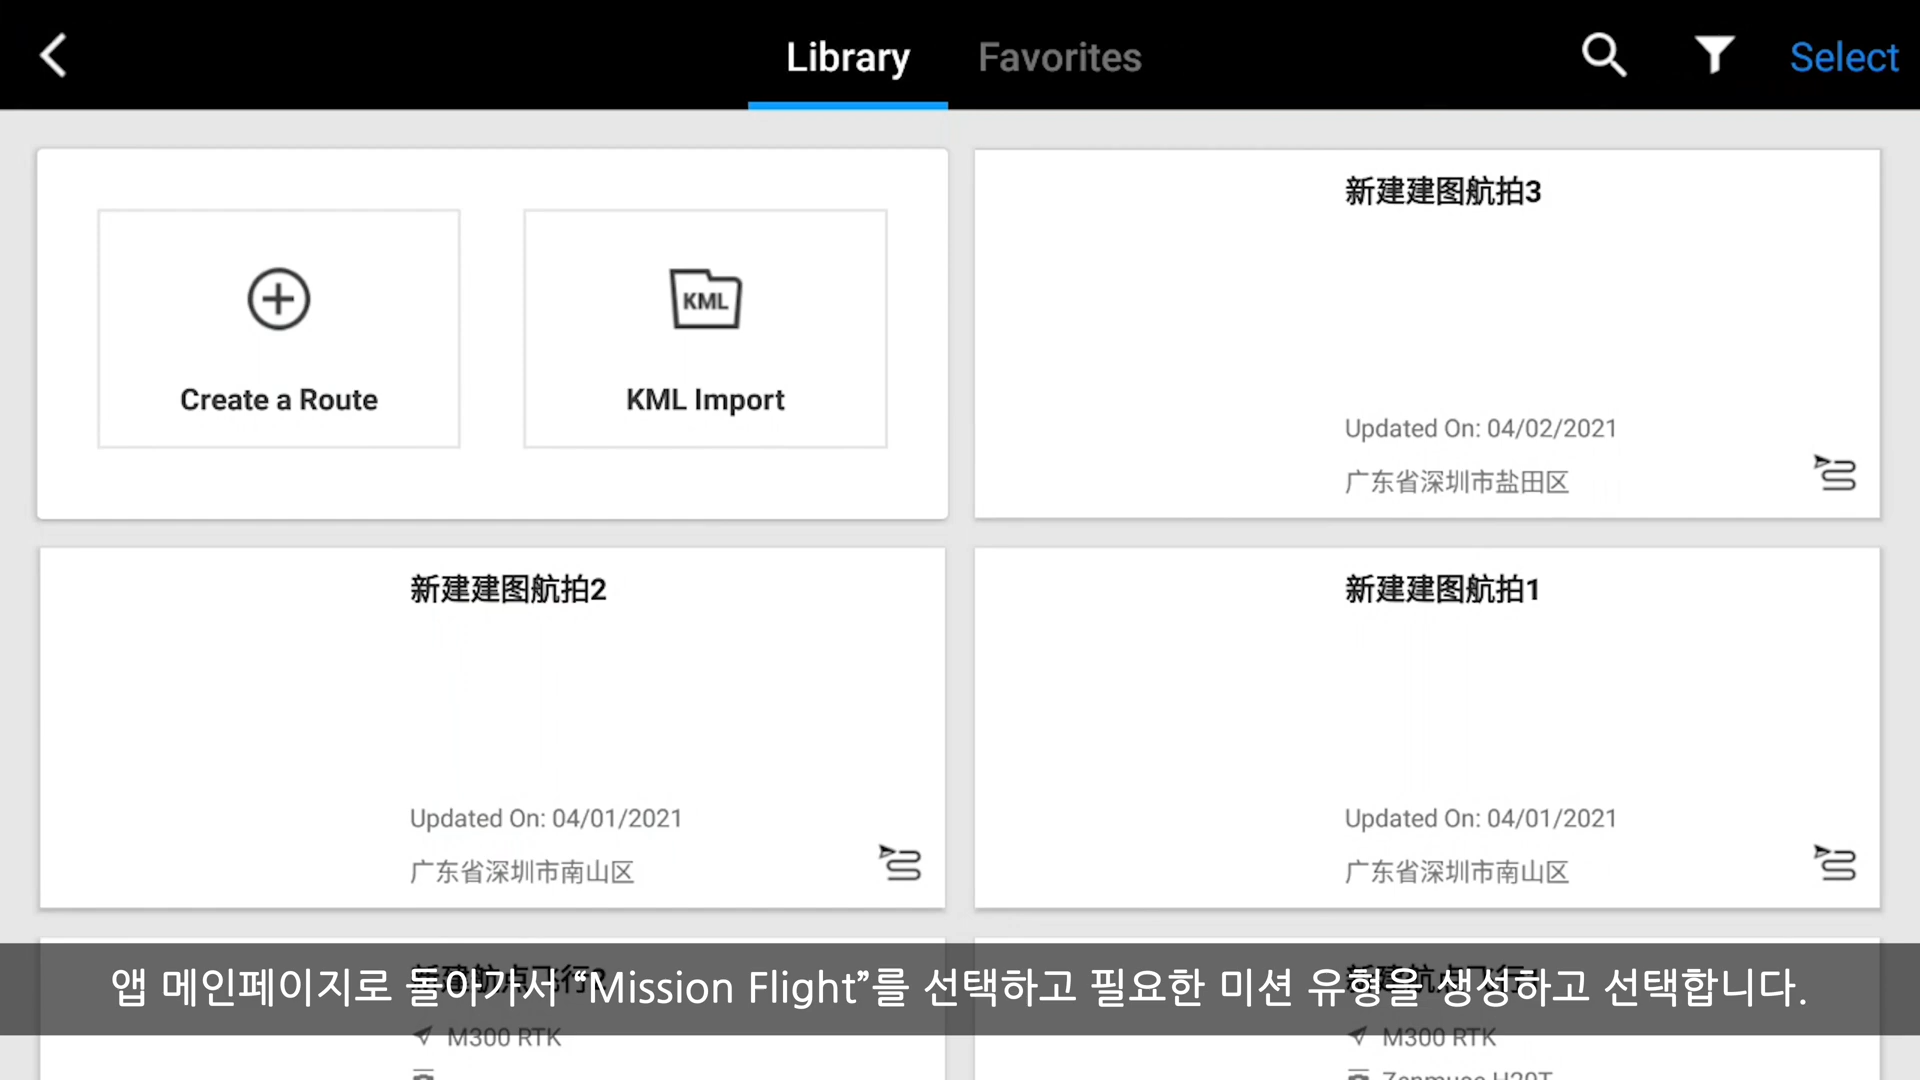 Library
Favorites
Select
Create a Route
KML
KML Import
新建建图航拍3
Updated On: 04/02/2021
广东省深圳市盐田区
新建建图航拍2
Updated On: 04/01/2021
广东省深圳市南山区
新建建图航拍1
Updated On: 04/01/2021
广东省深圳市南山区
앱 메인페이지로 돌아가서 “Mission Flight”를 선택하고 필요한 미션 유형을 생성하고 선택합니다.
M300 RTK
M300 RTK